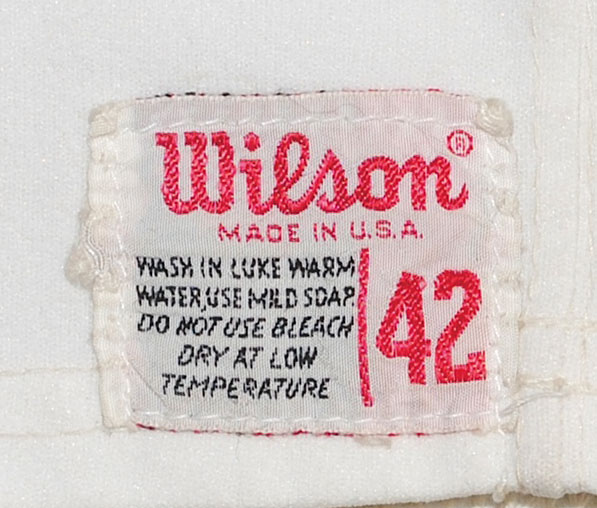 Wilson®
MADE IN U.S.A.
WASH IN LUKE WARM
WATER, USE MILD SOAP.
DO NOT USE BLEACH
DRY AT LOW
TEMPERATURE
42